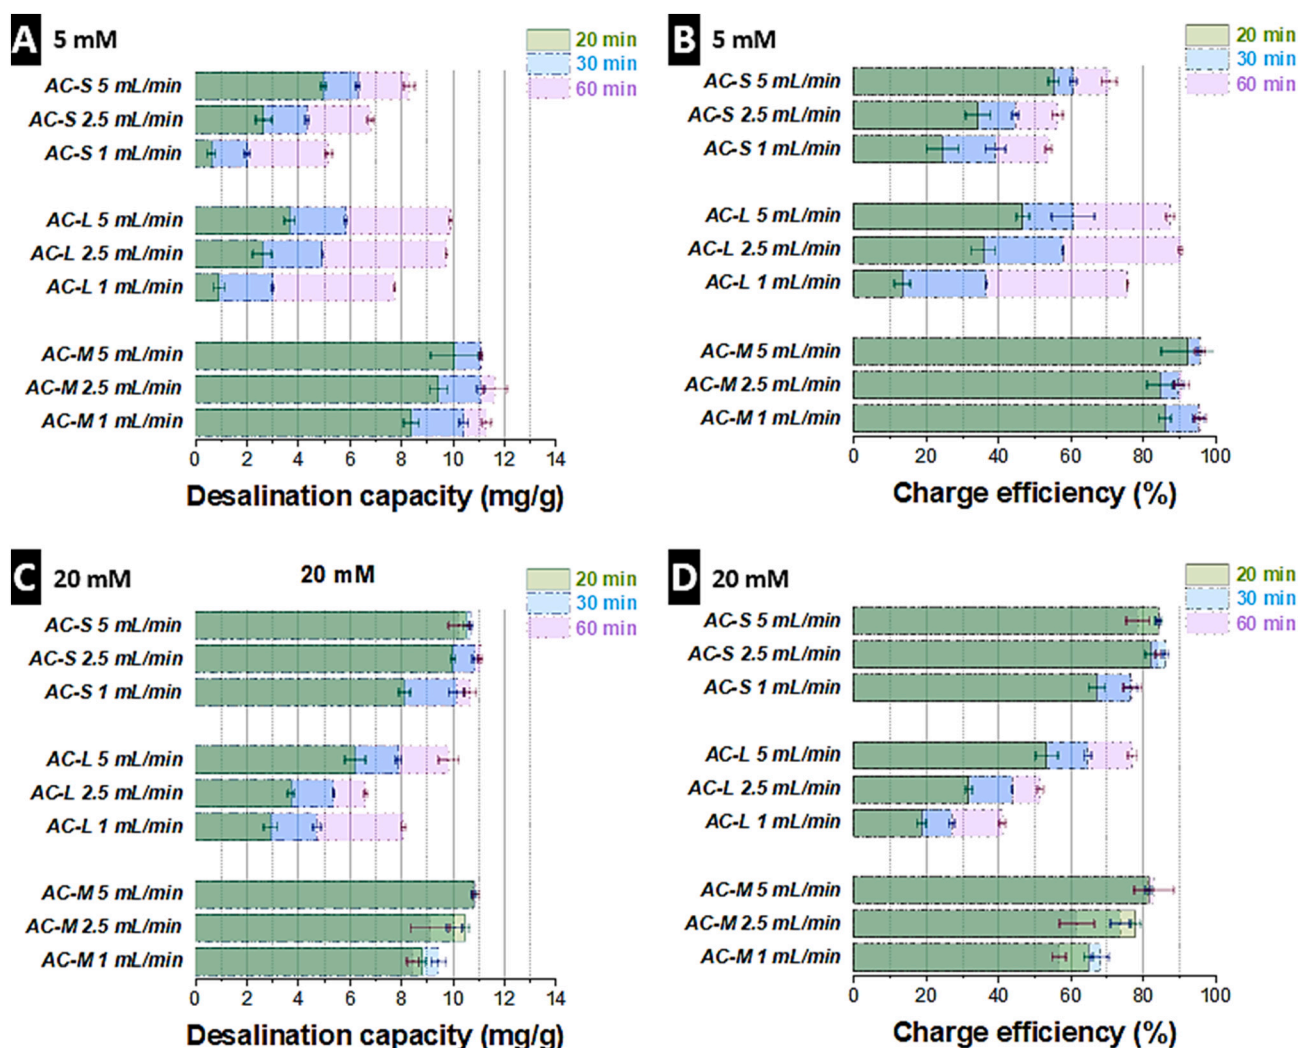 A 5 mM
20 min
30 min
60 min
AC-S 5 mL/min
AC-S 2.5 mL/min
AC-S 1 mL/min
AC-L 5 mL/min
AC-L 2.5 mL/min
AC-L 1 mL/min
AC-M 5 mL/min
AC-M 2.5 mL/min
AC-M 1 mL/min
0 2 4 6 8 10 12 14
Desalination capacity (mg/g)
B 5 mM
20 min
30 min
60 min
AC-S 5 mL/min
AC-S 2.5 mL/min
AC-S 1 mL/min
AC-L 5 mL/min
AC-L 2.5 mL/min
AC-L 1 mL/min
AC-M 5 mL/min
AC-M 2.5 mL/min
AC-M 1 mL/min
0 20 40 60 80 100
Charge efficiency (%)
C 20 mM 20 mM
20 min
30 min
60 min
AC-S 5 mL/min
AC-S 2.5 mL/min
AC-S 1 mL/min
AC-L 5 mL/min
AC-L 2.5 mL/min
AC-L 1 mL/min
AC-M 5 mL/min
AC-M 2.5 mL/min
AC-M 1 mL/min
0 2 4 6 8 10 12 14
Desalination capacity (mg/g)
D 20 mM
20 min
30 min
60 min
AC-S 5 mL/min
AC-S 2.5 mL/min
AC-S 1 mL/min
AC-L 5 mL/min
AC-L 2.5 mL/min
AC-L 1 mL/min
AC-M 5 mL/min
AC-M 2.5 mL/min
AC-M 1 mL/min
0 20 40 60 80 100
Charge efficiency (%)